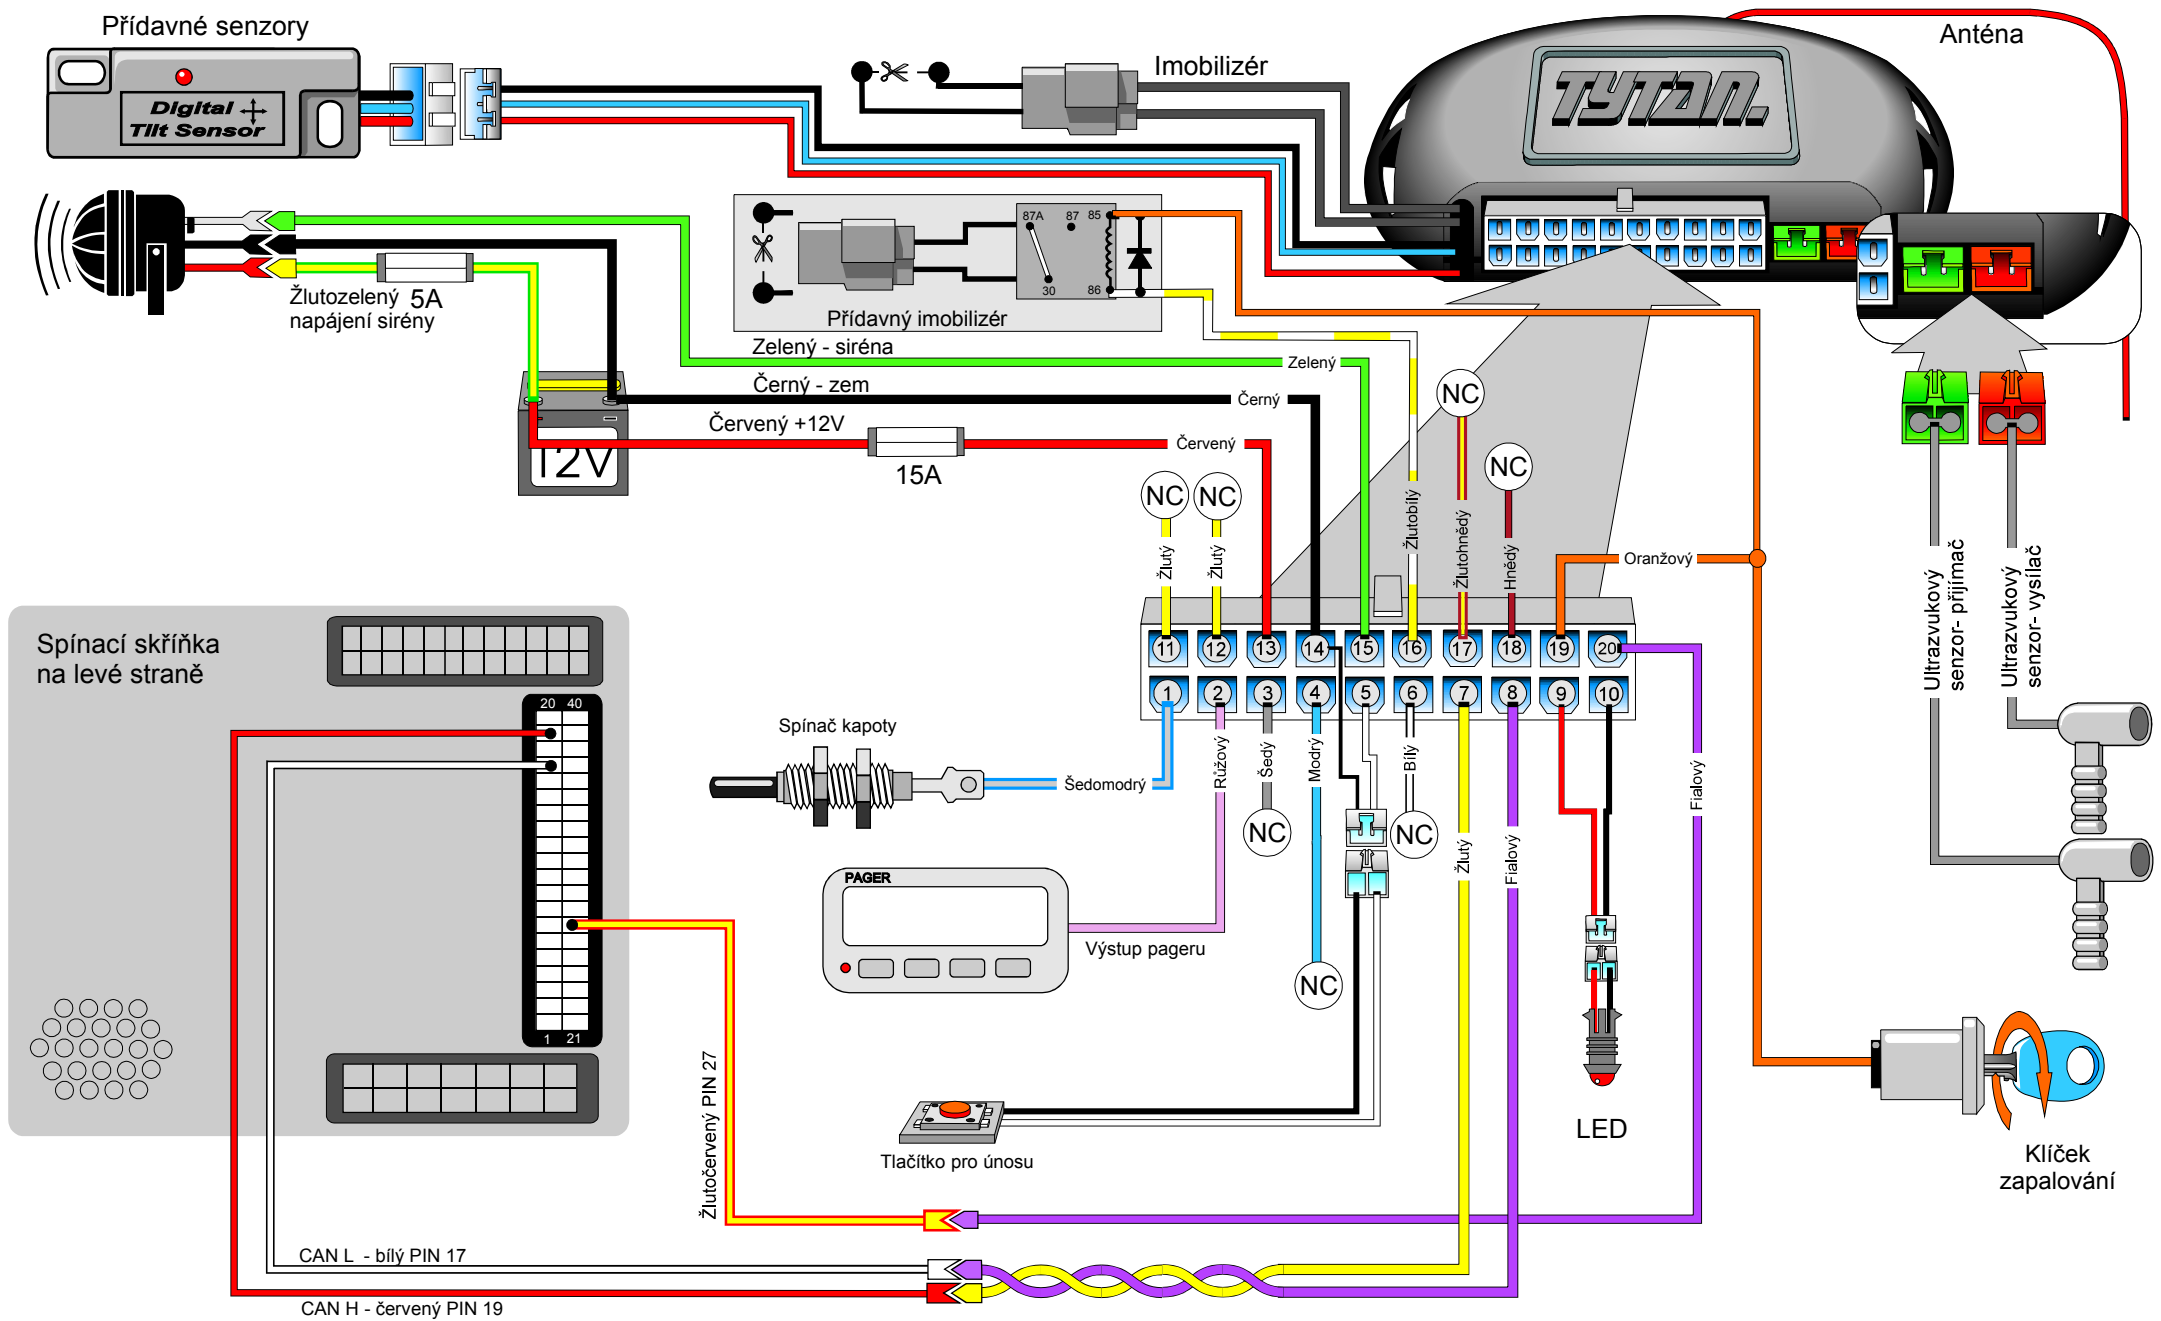 Přídavné senzory
Digital
Tilt Sensor
Imobilizér
TYTAN.
Anténa
87A
87
85
30
86
Přídavný imobilizér
Žlutozelený
napájení sirény
5A
Zelený - siréna
Zelený
Černý - zem
Černý
Červený +12V
Červený
15A
12V
NC
NC
NC
NC
Žlutý
Žlutý
Žlutobílý
Žlutohnědý
Hnědý
Oranžový
Ultrazvukový
senzor- přijímač
Ultrazvukový
senzor- vysílač
11
12
13
14
15
16
17
18
19
20
1
2
3
4
5
6
7
8
9
10
Spínací skříňka
na levé straně
20
40
1
21
Spínač kapoty
Šedomodrý
Růžový
Šedý
Modrý
Bílý
Žlutý
Fialový
Fialový
NC
NC
NC
PAGER
Výstup pageru
Tlačítko pro únosu
LED
Klíček
zapalování
Žlutočervený PIN 27
CAN L - bílý PIN 17
CAN H - červený PIN 19